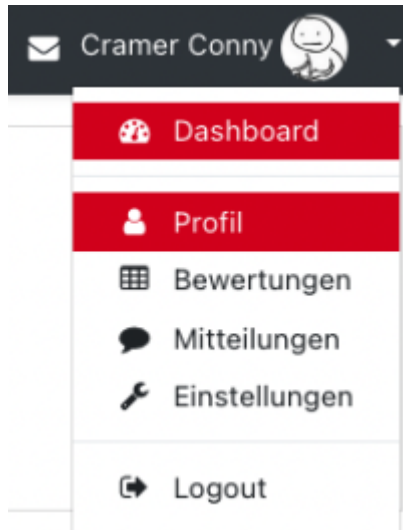 Cramer Conny
Dashboard
Profil
Bewertungen
Mitteilungen
Einstellungen
Logout